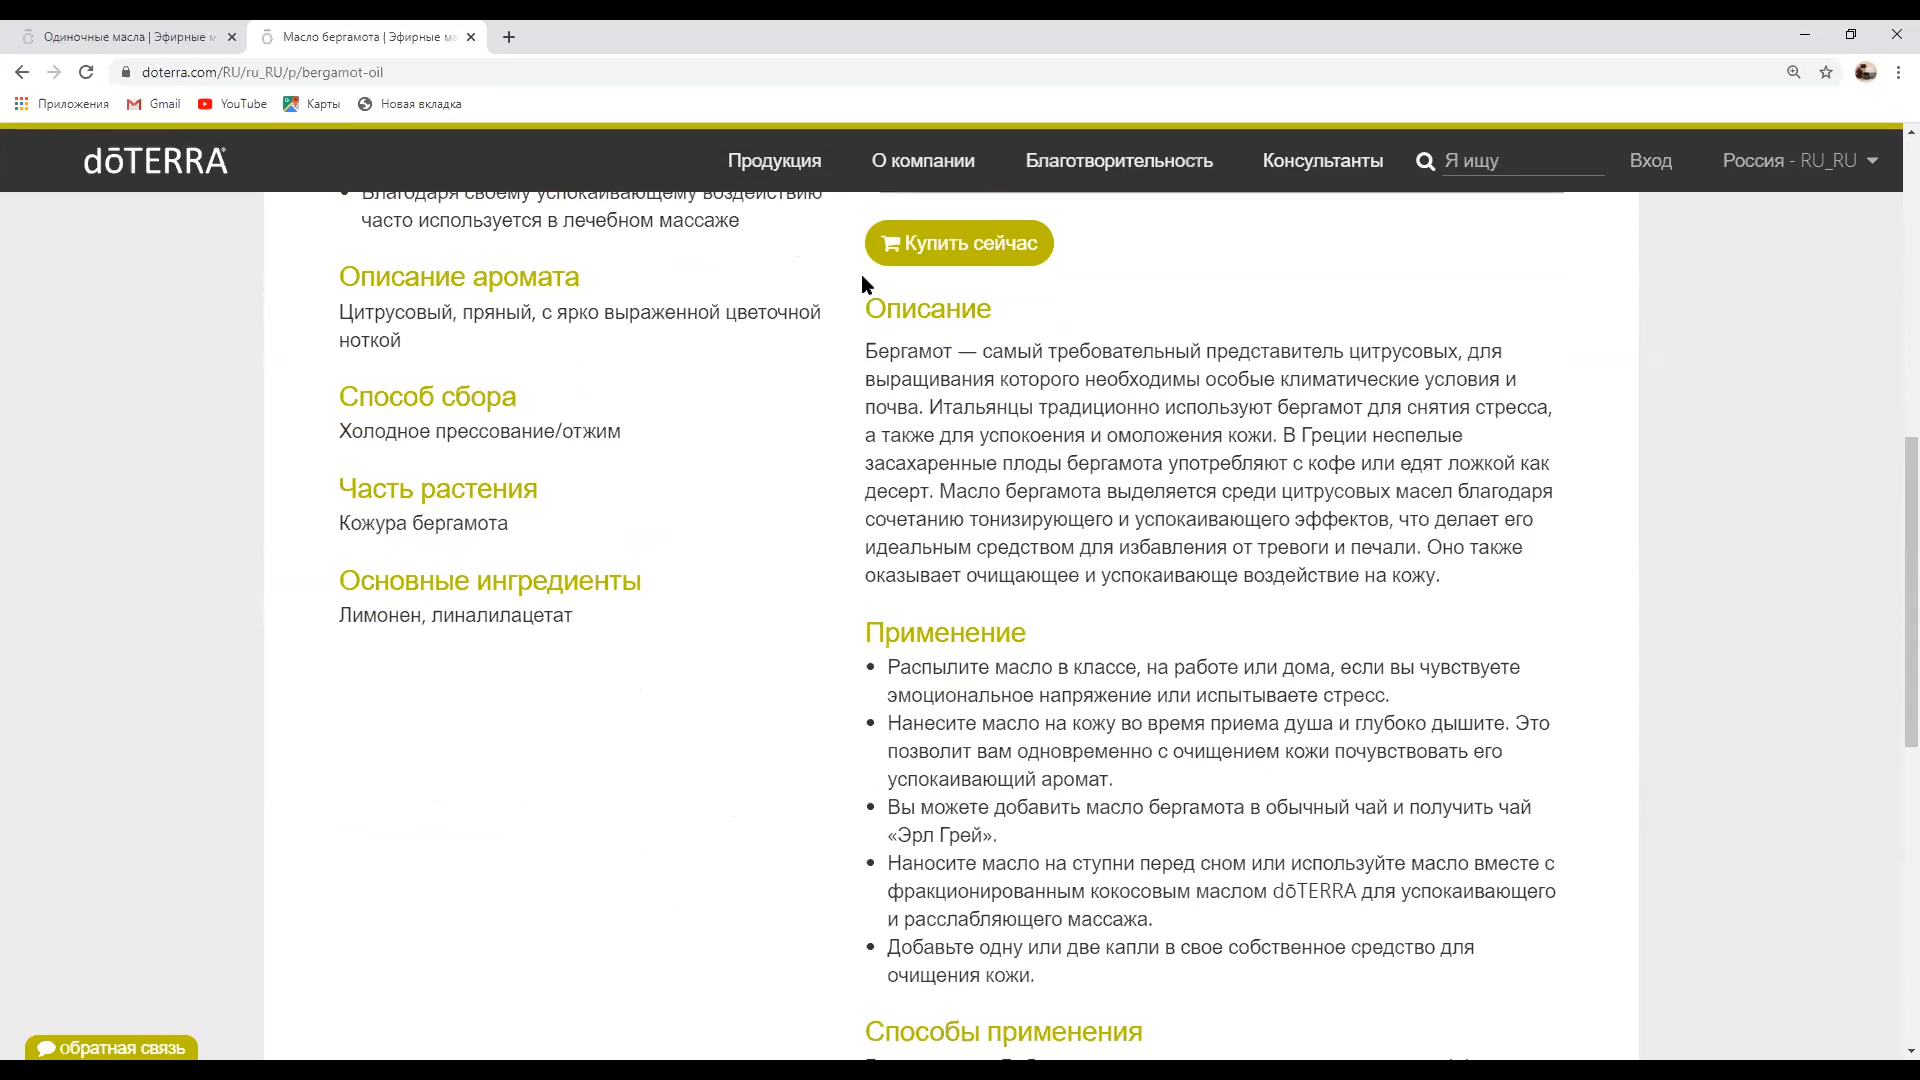 Одиночные масла | Эфирные м
Масло бергамота | Эфирные ма
doterra.com/RU/ru_RU/p/bergamot-oil
Приложения
Gmail
YouTube
Карты
Новая вкладка
dōTERRA
Продукция
О компании
Благотворительность
Консультанты
Я ищу
Вход
Россия - RU_RU
Благодаря своему успокаивающему воздействию
часто используется в лечебном массаже
Описание аромата
Цитрусовый, пряный, с ярко выраженной цветочной
ноткой
Способ сбора
Холодное прессование/отжим
Часть растения
Кожура бергамота
Основные ингредиенты
Лимонен, линалилацетат
Купить сейчас
Описание
Бергамот — самый требовательный представитель цитрусовых, для
выращивания которого необходимы особые климатические условия и
почва. Итальянцы традиционно используют бергамот для снятия стресса,
а также для успокоения и омоложения кожи. В Греции неспелые
засахаренные плоды бергамота употребляют с кофе или едят ложкой как
десерт. Масло бергамота выделяется среди цитрусовых масел благодаря
сочетанию тонизирующего и успокаивающего эффектов, что делает его
идеальным средством для избавления от тревоги и печали. Оно также
оказывает очищающее и успокаивающе воздействие на кожу.
Применение
• Распылите масло в классе, на работе или дома, если вы чувствуете
эмоциональное напряжение или испытываете стресс.
• Нанесите масло на кожу во время приема душа и глубоко дышите. Это
позволит вам одновременно с очищением кожи почувствовать его
успокаивающий аромат.
• Вы можете добавить масло бергамота в обычный чай и получить чай
«Эрл Грей».
• Наносите масло на ступни перед сном или используйте масло вместе с
фракционированным кокосовым маслом dōTERRA для успокаивающего
и расслабляющего массажа.
• Добавьте одну или две капли в свое собственное средство для
очищения кожи.
Способы применения
обратная связь